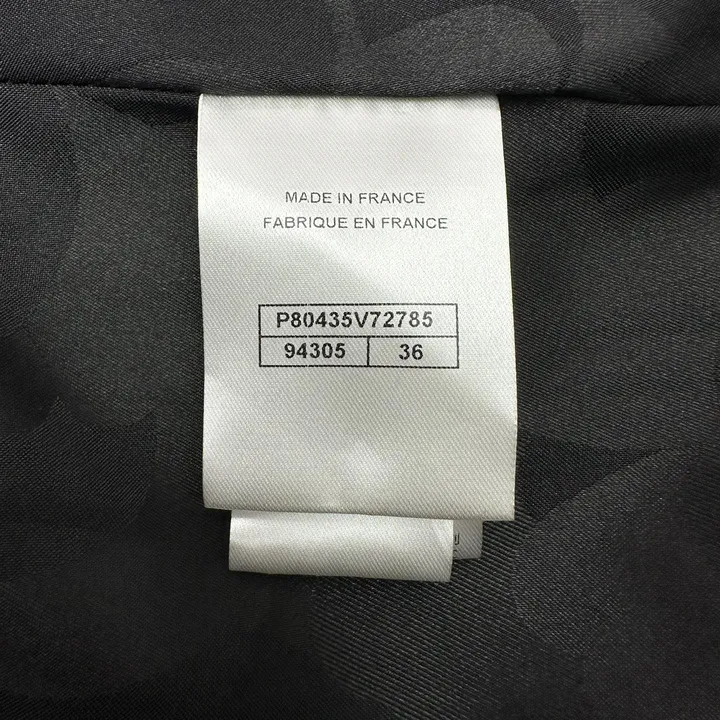 MADE IN FRANCE
FABRIQUE EN FRANCE
P80435V72785
94305 36